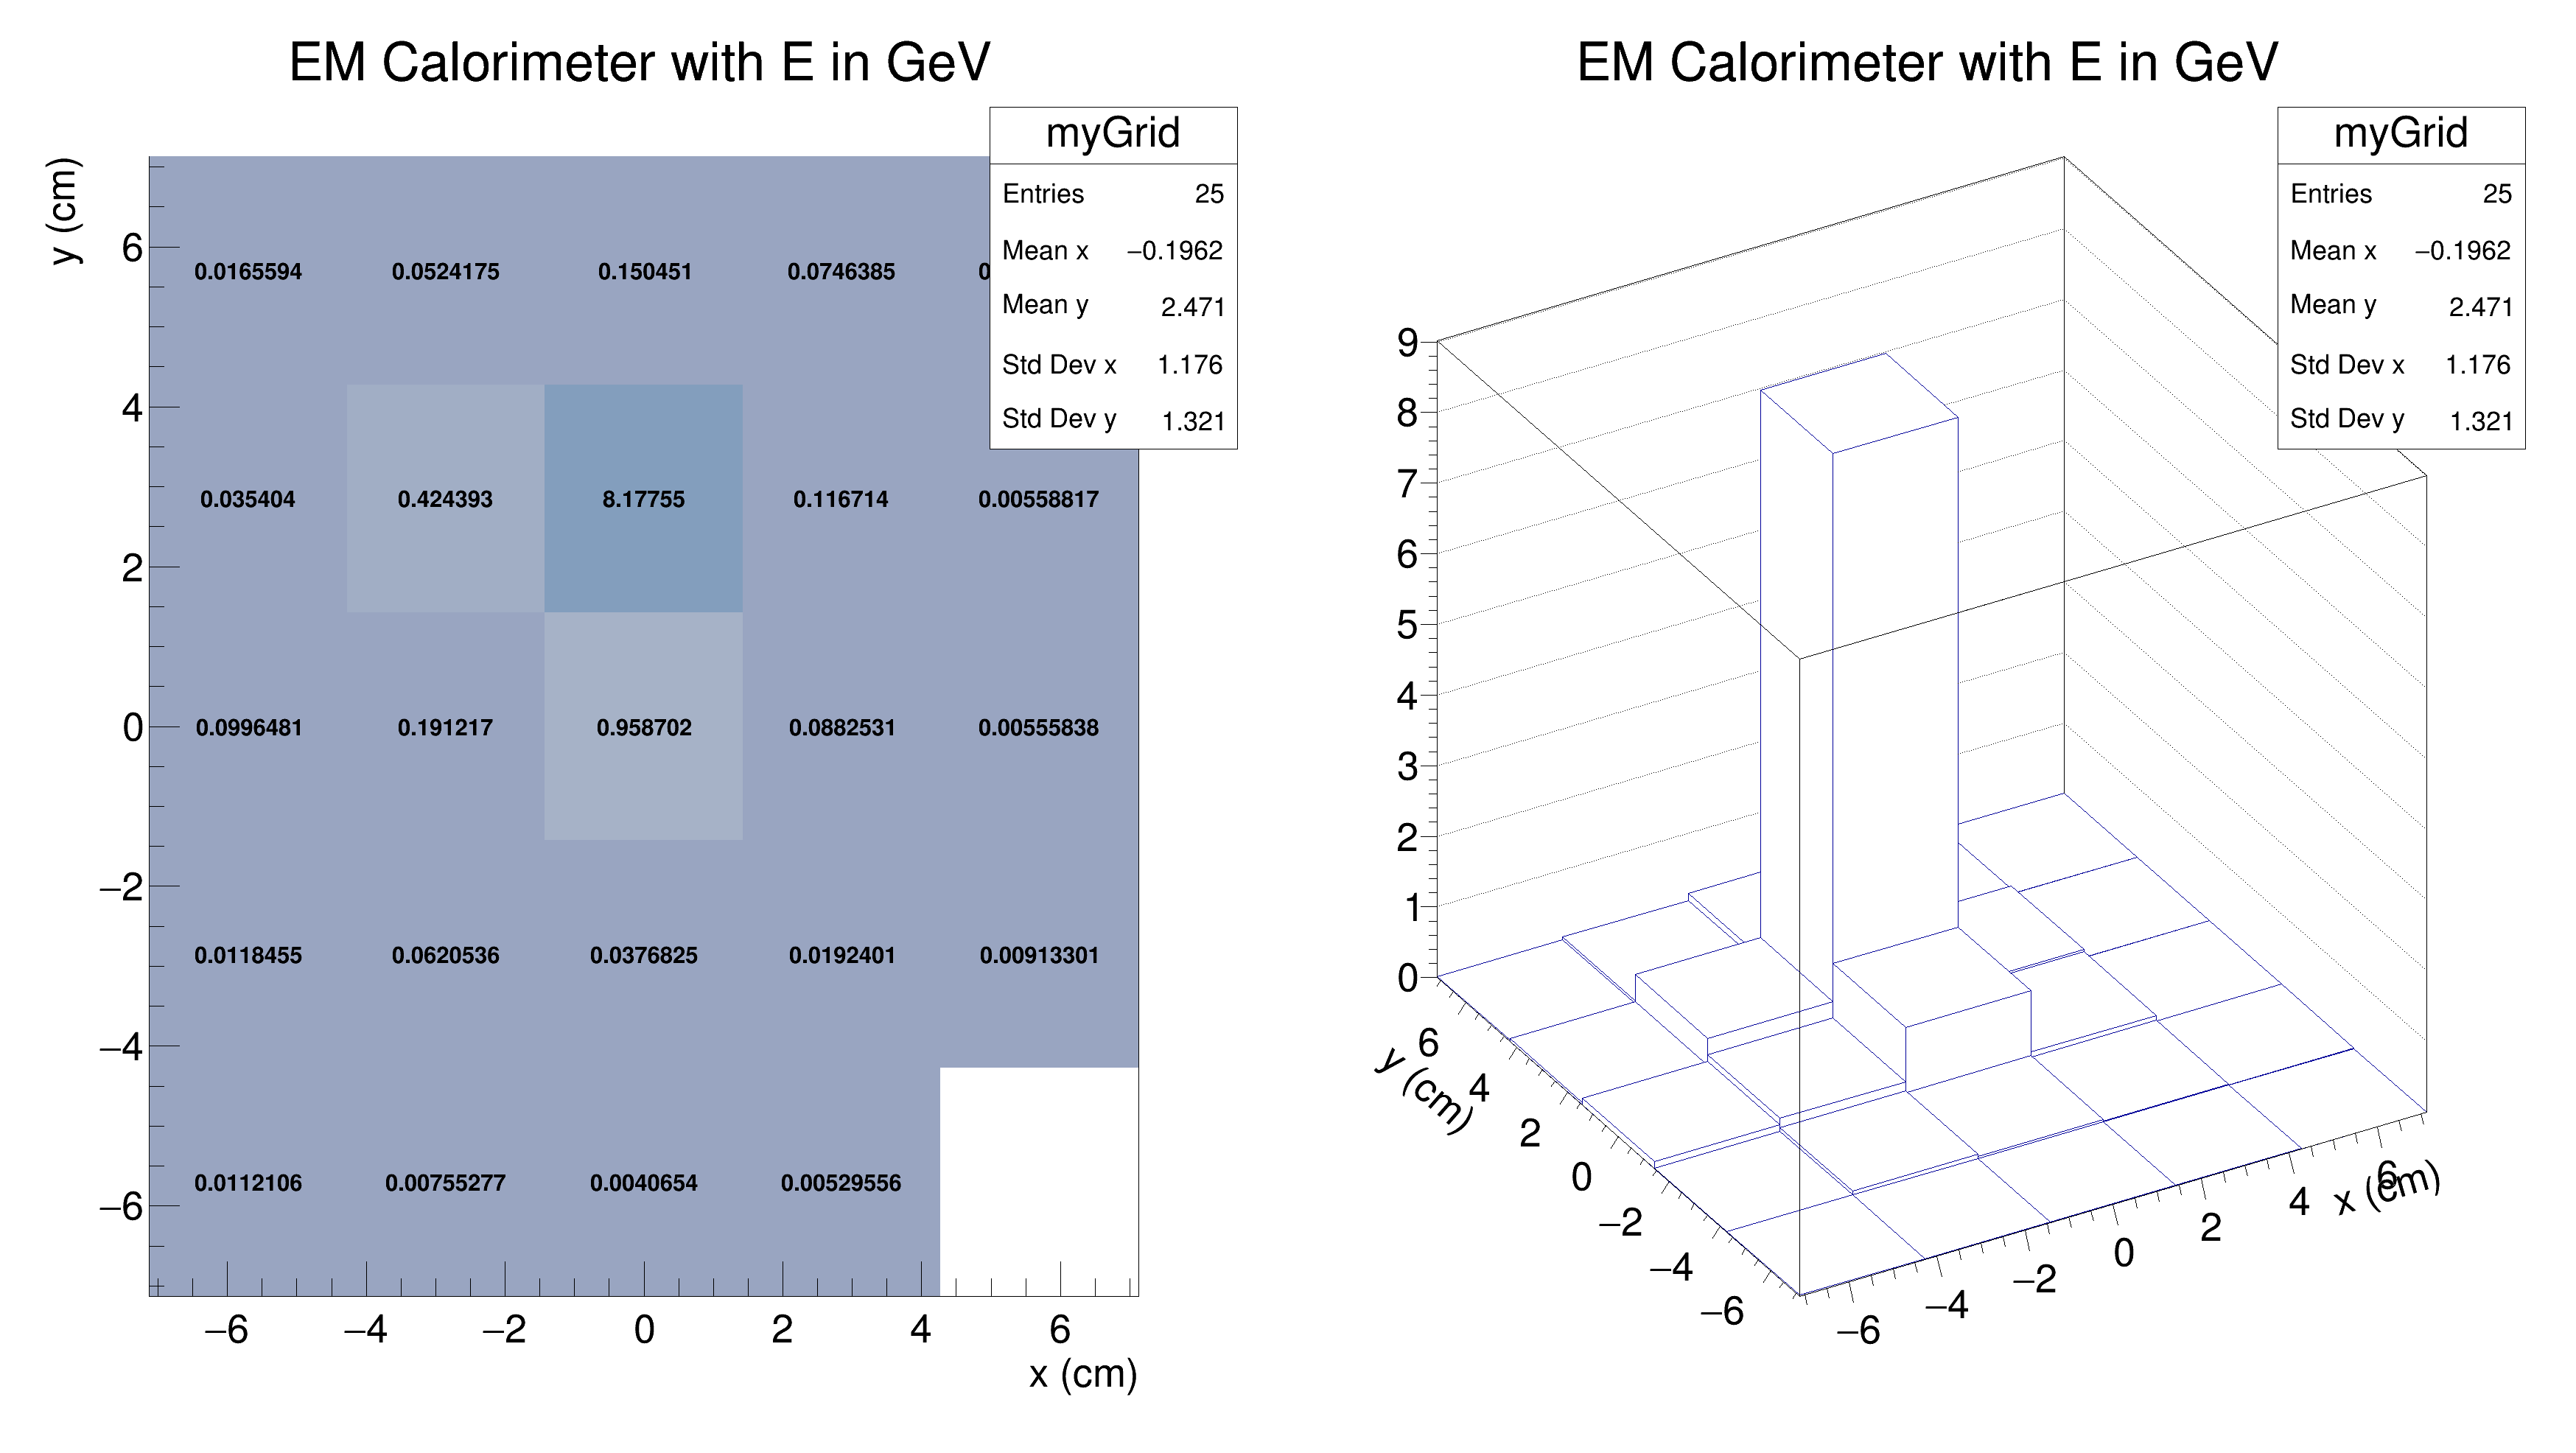 EM Calorimeter with E in GeV
myGrid
Entries 25
Mean x −0.1962
Mean y 2.471
Std Dev x 1.176
Std Dev y 1.321
y (cm)
6
4
2
0
−2
−4
−6
0.0165594 0.0524175 0.150451 0.0746385
0.035404 0.424393 8.17755 0.116714 0.00558817
0.0996481 0.191217 0.958702 0.0882531 0.00555838
0.0118455 0.0620536 0.0376825 0.0192401 0.00913301
0.0112106 0.00755277 0.0040654 0.00529556
−6 −4 −2 0 2 4 6
x (cm)
EM Calorimeter with E in GeV
myGrid
Entries 25
Mean x −0.1962
Mean y 2.471
Std Dev x 1.176
Std Dev y 1.321
9
8
7
6
5
4
3
2
1
0
6
4
2
0
−2
−4
−6
y (cm)
−6
−4
−2
0
2
4
6
x (cm)